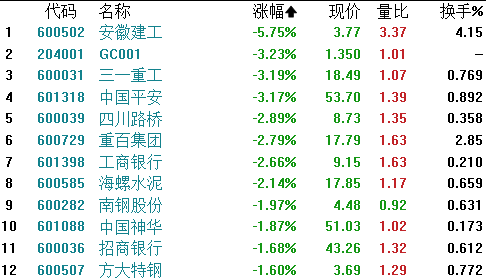 代码 名称 涨幅↑ 现价 量比 换手%
1 600502 安徽建工 -5.75% 3.77 3.37 4.15
2 204001 GC001 -3.23% 1.350 1.01 –
3 600031 三一重工 -3.19% 18.49 1.07 0.769
4 601318 中国平安 -3.17% 53.70 1.39 0.892
5 600039 四川路桥 -2.89% 8.73 1.35 0.358
6 600729 重百集团 -2.79% 17.79 1.63 2.85
7 601398 工商银行 -2.66% 9.15 1.63 0.210
8 600585 海螺水泥 -2.14% 17.85 1.17 0.659
9 600282 南钢股份 -1.97% 4.48 0.92 0.631
10 601088 中国神华 -1.87% 51.03 1.02 0.173
11 600036 招商银行 -1.68% 43.26 1.32 0.612
12 600507 方大特钢 -1.60% 3.69 1.29 0.772